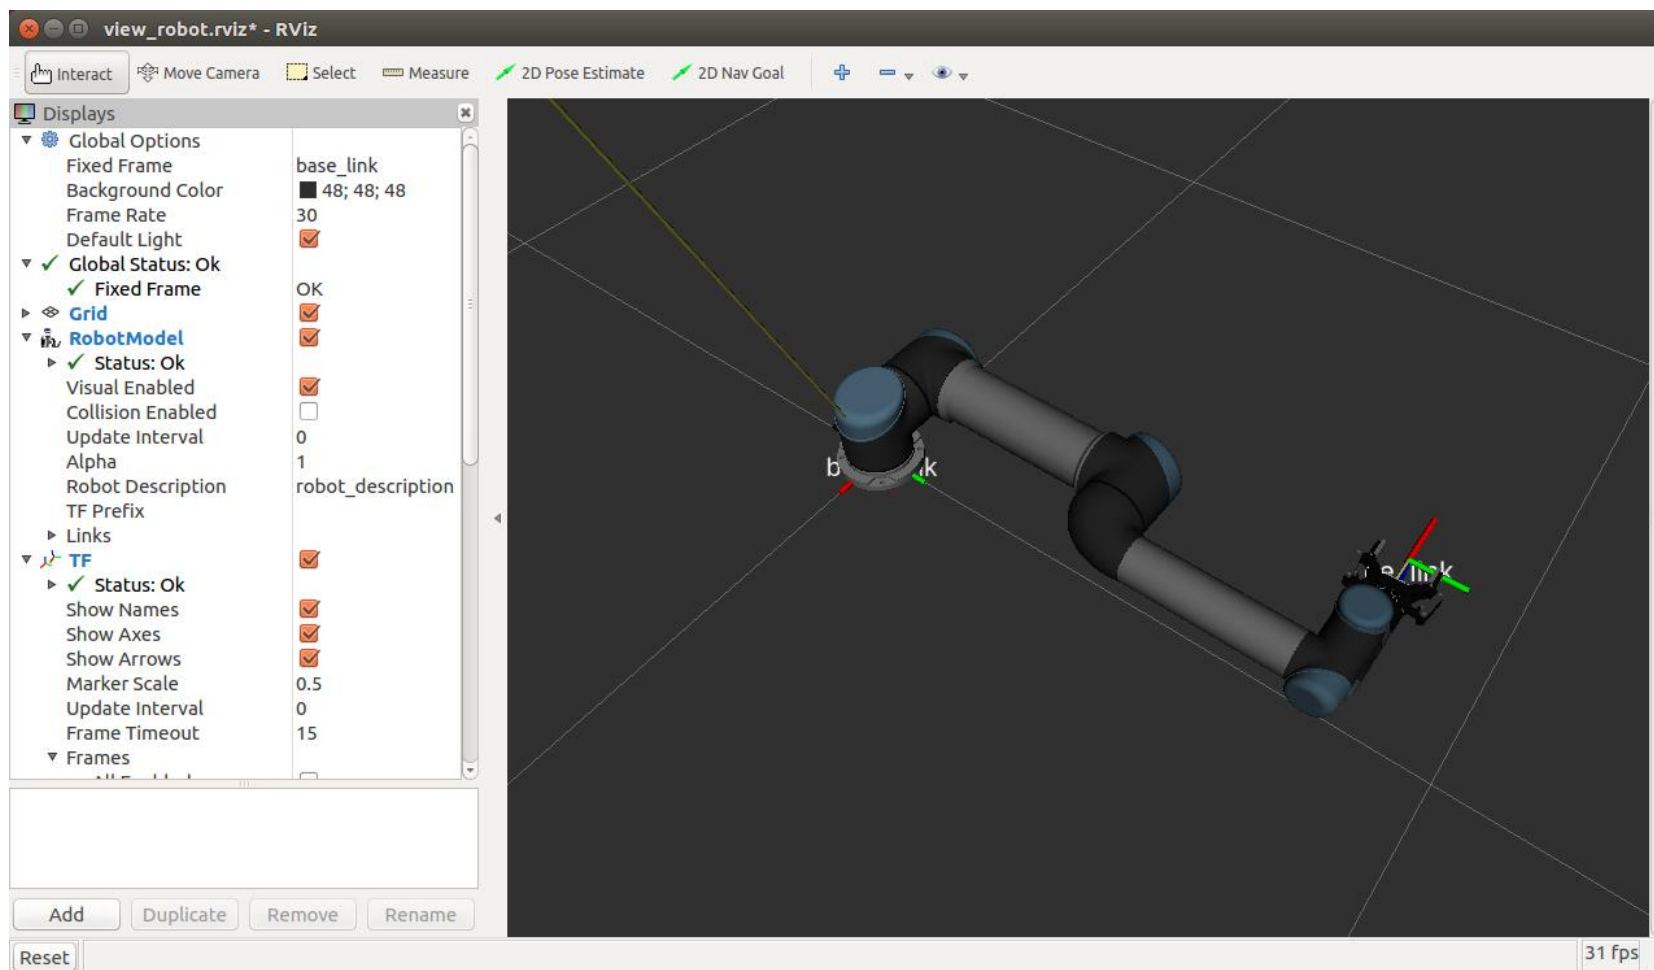 view_robot.rviz* - RViz
Interact Move Camera Select Measure 2D Pose Estimate 2D Nav Goal
Displays
Global Options
Fixed Frame base_link
Background Color 48; 48; 48
Frame Rate 30
Default Light
Global Status: Ok
Fixed Frame OK
Grid
RobotModel
Status: Ok
Visual Enabled
Collision Enabled
Update Interval 0
Alpha 1
Robot Description robot_description
TF Prefix
Links
TF
Status: Ok
Show Names
Show Axes
Show Arrows
Marker Scale 0.5
Update Interval 0
Frame Timeout 15
Frames
Add Duplicate Remove Rename
Reset 31 fps